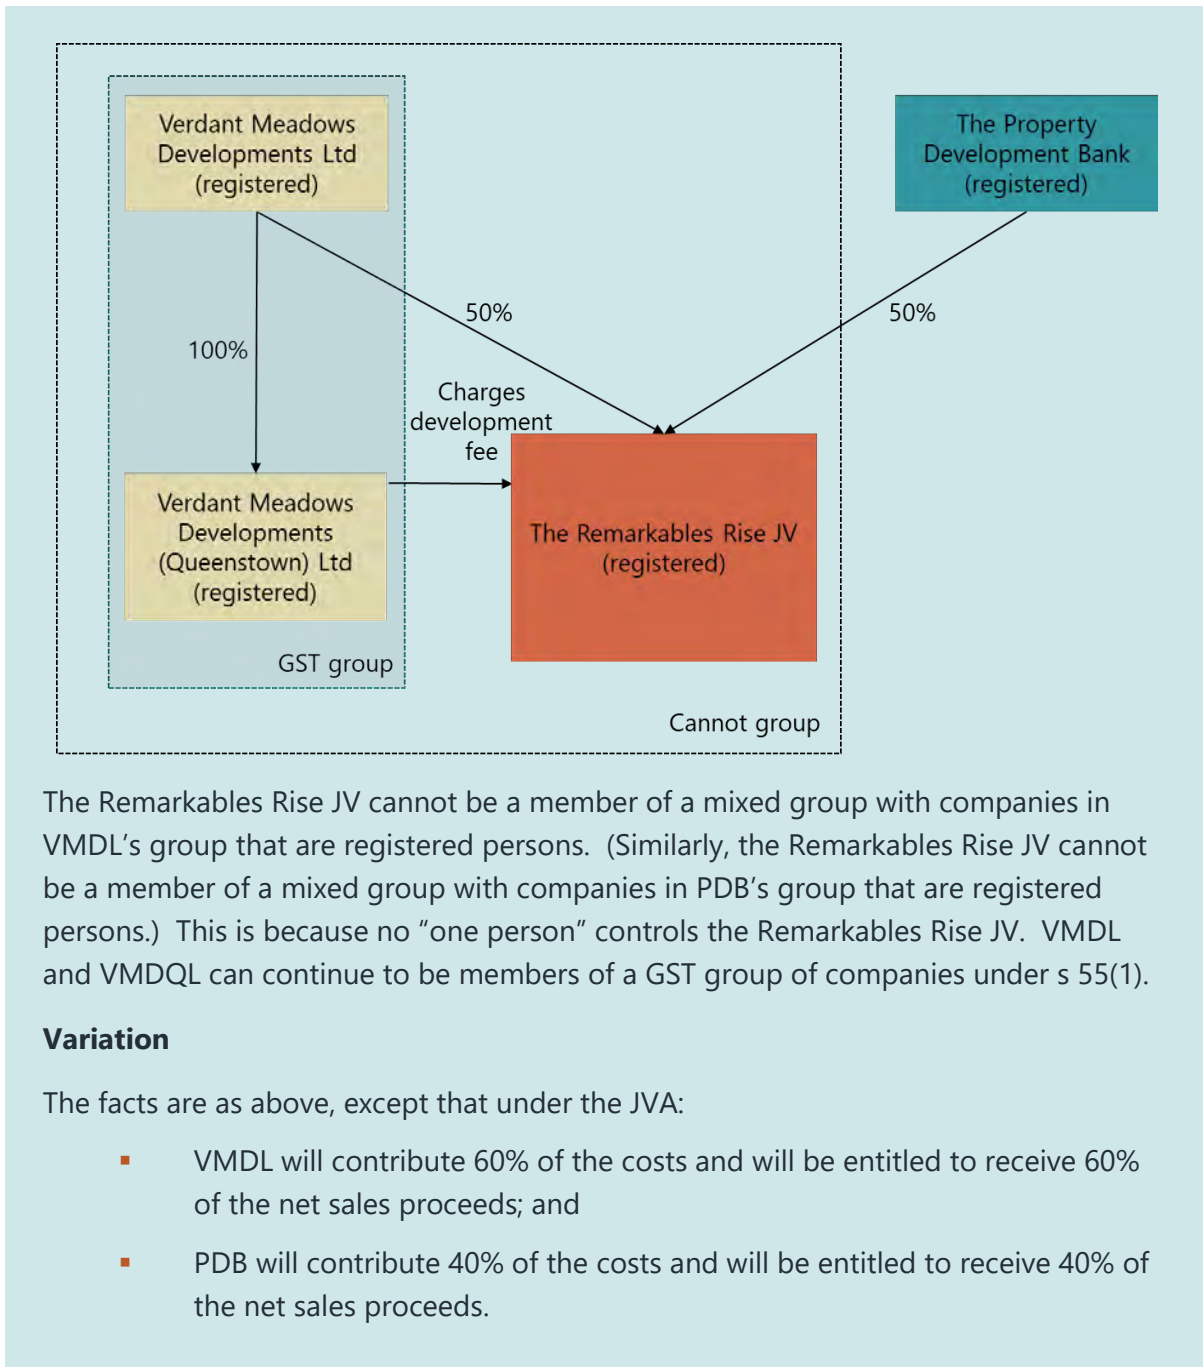 Verdant Meadows
Developments Ltd
(registered)
The Property
Development Bank
(registered)
50%
50%
100%
Charges
development
fee
Verdant Meadows
Developments
(Queenstown) Ltd
(registered)
The Remarkables Rise JV
(registered)
GST group
Cannot group
The Remarkables Rise JV cannot be a member of a mixed group with companies in
VMDL’s group that are registered persons.  (Similarly, the Remarkables Rise JV cannot
be a member of a mixed group with companies in PDB’s group that are registered
persons.)  This is because no “one person” controls the Remarkables Rise JV.  VMDL
and VMDQL can continue to be members of a GST group of companies under s 55(1).
Variation
The facts are as above, except that under the JVA:
▪ VMDL will contribute 60% of the costs and will be entitled to receive 60%
of the net sales proceeds; and
▪ PDB will contribute 40% of the costs and will be entitled to receive 40% of
the net sales proceeds.